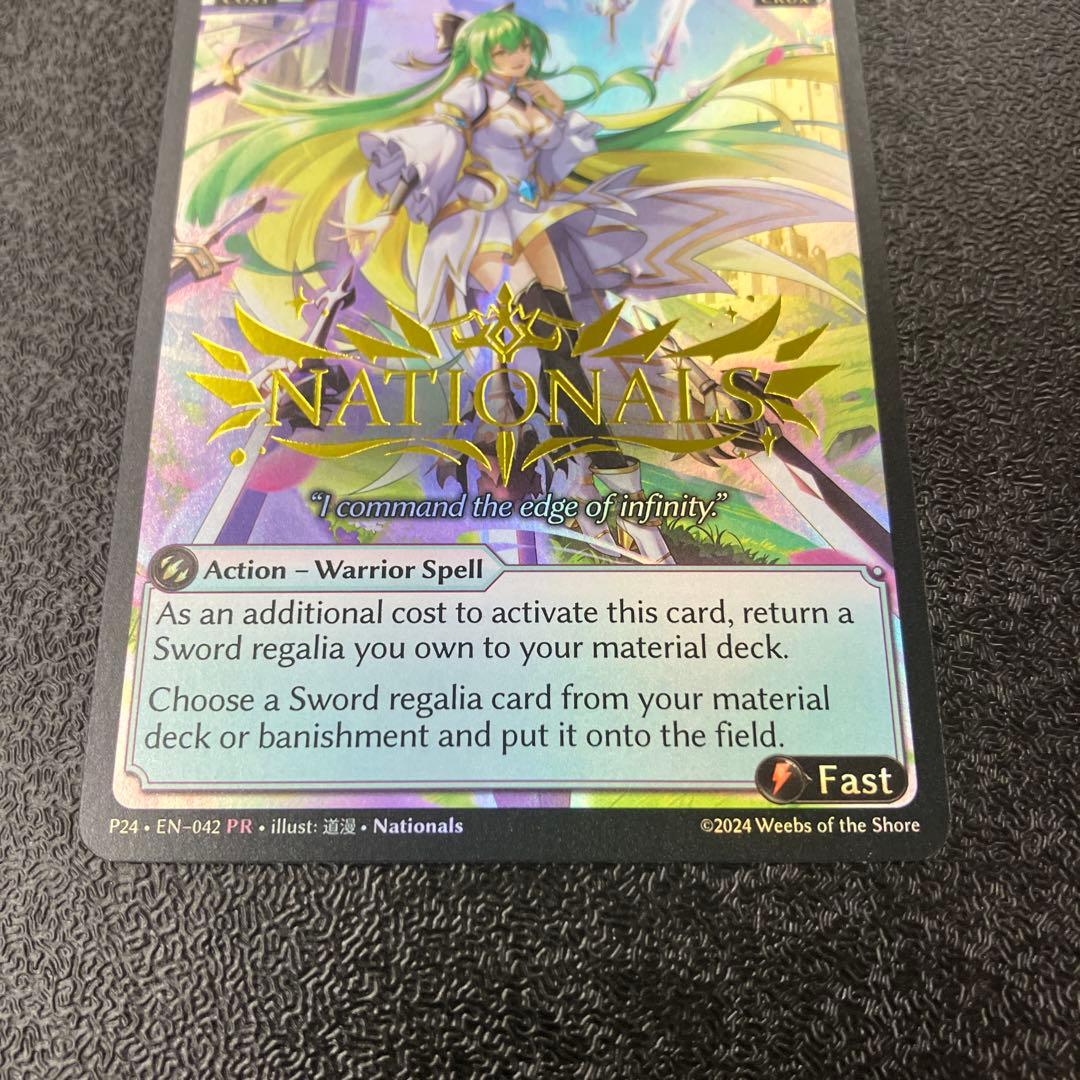 COST
CRUX
NATIONALS
“I command the edge of infinity.”
Action – Warrior Spell
As an additional cost to activate this card, return a
Sword regalia you own to your material deck.
Choose a Sword regalia card from your material
deck or banishment and put it onto the field.
Fast
P24 • EN–042 PR • illust: 道漫 • Nationals
©2024 Weebs of the Shore